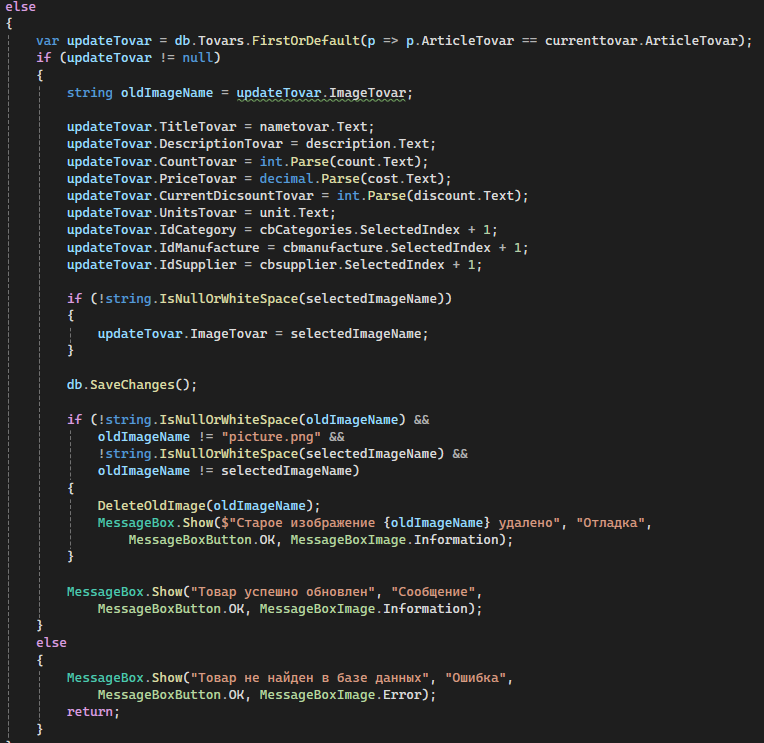 else
{
var updateTovar = db.Tovars.FirstOrDefault(p => p.ArticleTovar == currenttovar.ArticleTovar);
if (updateTovar != null)
{
string oldImageName = updateTovar.ImageTovar;
updateTovar.TitleTovar = nametovar.Text;
updateTovar.DescriptionTovar = description.Text;
updateTovar.CountTovar = int.Parse(count.Text);
updateTovar.PriceTovar = decimal.Parse(cost.Text);
updateTovar.CurrentDicsountTovar = int.Parse(discount.Text);
updateTovar.UnitsTovar = unit.Text;
updateTovar.IdCategory = cbCategories.SelectedIndex + 1;
updateTovar.IdManufacture = cbmanufacture.SelectedIndex + 1;
updateTovar.IdSupplier = cbsupplier.SelectedIndex + 1;
if (!string.IsNullOrWhiteSpace(selectedImageName))
{
updateTovar.ImageTovar = selectedImageName;
}
db.SaveChanges();
if (!string.IsNullOrWhiteSpace(oldImageName) &&
oldImageName != "picture.png" &&
!string.IsNullOrWhiteSpace(selectedImageName) &&
oldImageName != selectedImageName)
{
DeleteOldImage(oldImageName);
MessageBox.Show($"Старое изображение {oldImageName} удалено", "Отладка",
MessageBoxButton.OK, MessageBoxImage.Information);
}
MessageBox.Show("Товар успешно обновлен", "Сообщение",
MessageBoxButton.OK, MessageBoxImage.Information);
}
else
{
MessageBox.Show("Товар не найден в базе данных", "Ошибка",
MessageBoxButton.OK, MessageBoxImage.Error);
return;
}
}